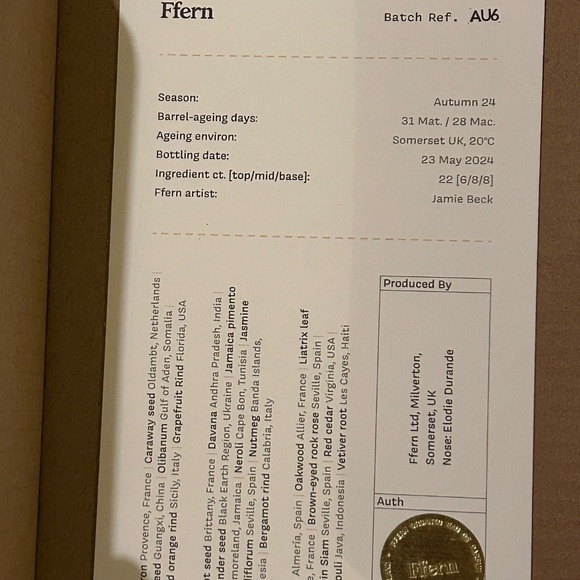 Ffern
Batch Ref. AU6
Season: Autumn 24
Barrel-ageing days: 31 Mat. / 28 Mac.
Ageing environ: Somerset UK, 20°C
Bottling date: 23 May 2024
Ingredient ct. [top/mid/base]: 22 [6/8/8]
Ffern artist: Jamie Beck
Provence, France | Caraway seed Oldambt, Netherlands |
seed Guangxi, China | Olibanum Gulf of Aden, Somalia |
orange rind Sicily, Italy | Grapefruit Rind Florida, USA
seed Brittany, France | Davana Andhra Pradesh, India |
seed Black Earth Region, Ukraine | Jamaica pimento
Jamaica | Neroli Cape Bon, Tunisia | Jasmine
Seville, Spain | Nutmeg Banda Islands,
| Bergamot rind Calabria, Italy
Almería, Spain | Oakwood Allier, France | Liatrix leaf
France | Brown-eyed rock rose Seville, Spain |
Siam Seville, Spain | Red cedar Virginia, USA |
Java, Indonesia | Vetiver root Les Cayes, Haiti
Produced By
Ffern Ltd, Milverton,
Somerset, UK
Nose: Elodie Durande
Auth
Ffern